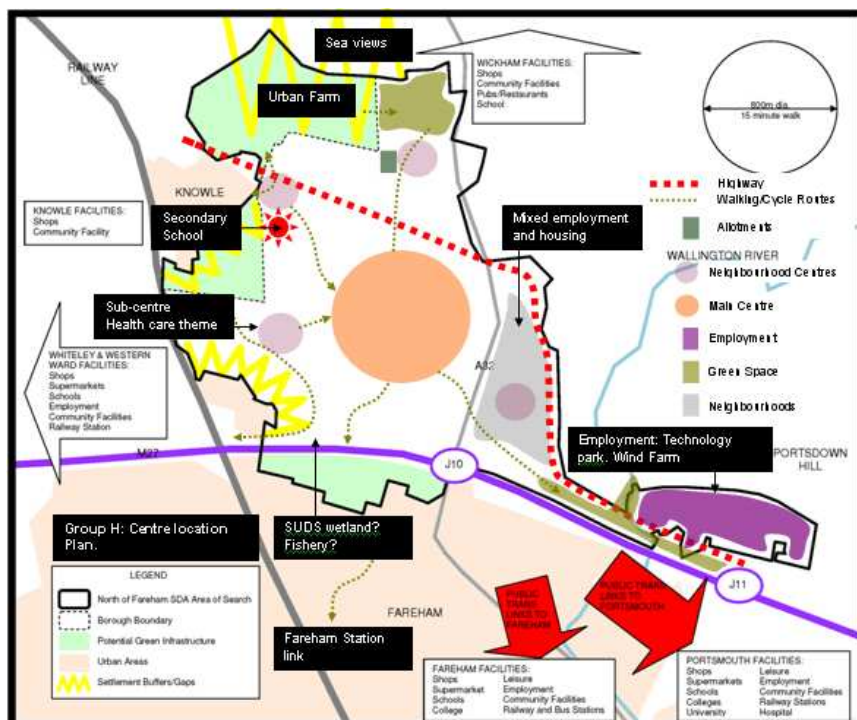 Sea views
WICKHAM FACILITIES:
Shops
Community Facilities
Pubs/Restaurants
School
RAILWAY
LINE
Urban Farm
800m dia.
15 minute walk
Highway
Walking/Cycle Routes
Allotments
WALLINGTON RIVER
Neighbourhood Centres
Main Centre
Employment
Green Space
Neighbourhoods
KNOWLE
KNOWLE FACILITIES:
Shops
Community Facility
Secondary
School
Mixed employment
and housing
Sub-centre
Health care theme
WHITELEY & WESTERN
WARD FACILITIES:
Shops
Supermarkets
Schools
Employment
Community Facilities
Railway Station
A32
M27
J10
Employment: Technology
park. Wind Farm
PORTSDOWN
HILL
J11
Group H: Centre location
Plan.
SUDS wetland?
Fishery?
LEGEND
North of Fareham SDA Area of Search
Borough Boundary
Potential Green Infrastructure
Urban Areas
Settlement Buffers/Gaps
FAREHAM
Fareham Station
link
PUBLIC
TRANS
LINKS TO
FAREHAM
PUBLIC TRANS
LINKS TO
PORTSMOUTH
FAREHAM FACILITIES:
Shops Leisure
Supermarket Employment
Schools Community Facilities
College Railway and Bus Stations
PORTSMOUTH FACILITIES:
Shops Leisure
Supermarkets Employment
Schools Community Facilities
Colleges Railway Stations
University Hospital